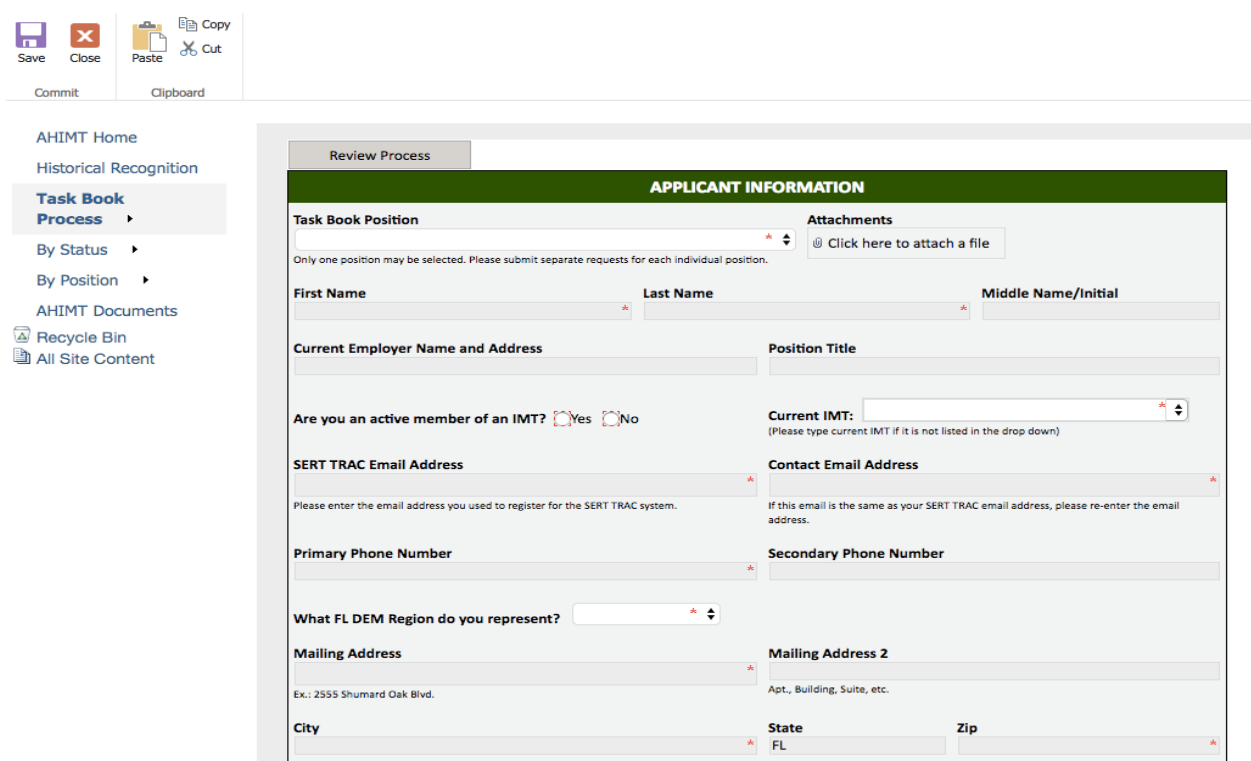 Save
Close
Paste
Copy
Cut
Commit
Clipboard
AHIMT Home
Historical Recognition
Task Book
Process
By Status
By Position
AHIMT Documents
Recycle Bin
All Site Content
Review Process
APPLICANT INFORMATION
Task Book Position
Attachments
*
Click here to attach a file
Only one position may be selected. Please submit separate requests for each individual position.
First Name
Last Name
Middle Name/Initial
*
*
Current Employer Name and Address
Position Title
Are you an active member of an IMT? Yes No
Current IMT: *
(Please type current IMT if it is not listed in the drop down)
SERT TRAC Email Address
Contact Email Address
*
*
Please enter the email address you used to register for the SERT TRAC system.
If this email is the same as your SERT TRAC email address, please re-enter the email
address.
Primary Phone Number
Secondary Phone Number
*
What FL DEM Region do you represent? *
Mailing Address
Mailing Address 2
*
Ex.: 2555 Shumard Oak Blvd.
Apt., Building, Suite, etc.
City
State
Zip
*
FL
*